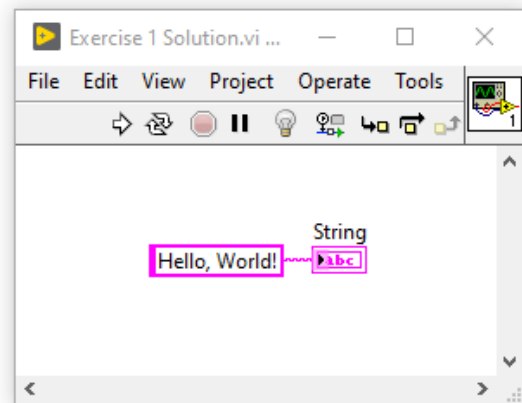 Exercise 1 Solution.vi ...
File Edit View Project Operate Tools
1
String
Hello, World!
abc